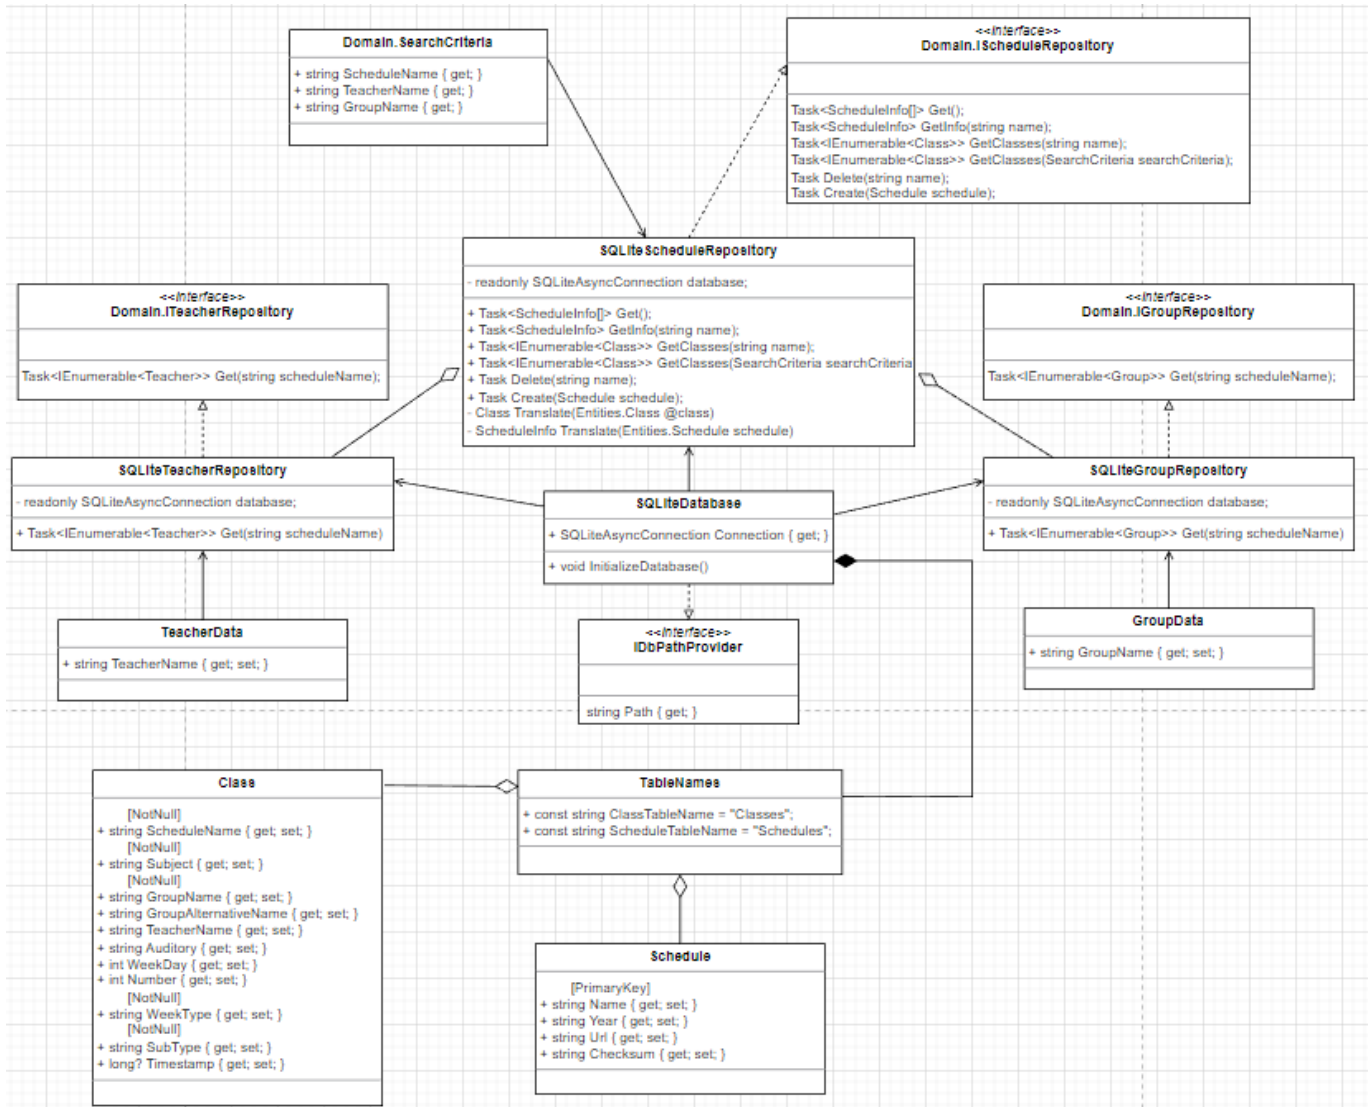 Domain.SearchCriteria
+ string ScheduleName { get; }
+ string TeacherName { get; }
+ string GroupName { get; }
<<Interface>>
Domain.IScheduleRepository
Task<ScheduleInfo[]> Get();
Task<ScheduleInfo> GetInfo(string name);
Task<IEnumerable<Class>> GetClasses(string name);
Task<IEnumerable<Class>> GetClasses(SearchCriteria searchCriteria);
Task Delete(string name);
Task Create(Schedule schedule);
SQLiteScheduleRepository
- readonly SQLiteAsyncConnection database;
+ Task<ScheduleInfo[]> Get();
+ Task<ScheduleInfo> GetInfo(string name);
+ Task<IEnumerable<Class>> GetClasses(string name);
+ Task<IEnumerable<Class>> GetClasses(SearchCriteria searchCriteria
+ Task Delete(string name);
+ Task Create(Schedule schedule);
- Class Translate(Entities.Class @class)
- ScheduleInfo Translate(Entities.Schedule schedule)
<<Interface>>
Domain.ITeacherRepository
Task<IEnumerable<Teacher>> Get(string scheduleName);
<<Interface>>
Domain.IGroupRepository
Task<IEnumerable<Group>> Get(string scheduleName);
SQLiteTeacherRepository
- readonly SQLiteAsyncConnection database;
+ Task<IEnumerable<Teacher>> Get(string scheduleName)
SQLiteDatabase
+ SQLiteAsyncConnection Connection { get; }
+ void InitializeDatabase()
SQLiteGroupRepository
- readonly SQLiteAsyncConnection database;
+ Task<IEnumerable<Group>> Get(string scheduleName)
TeacherData
+ string TeacherName { get; set; }
<<Interface>>
IDbPathProvider
string Path { get; }
GroupData
+ string GroupName { get; set; }
Class
[NotNull]
+ string ScheduleName { get; set; }
[NotNull]
+ string Subject { get; set; }
[NotNull]
+ string GroupName { get; set; }
+ string GroupAlternativeName { get; set; }
+ string TeacherName { get; set; }
+ string Auditory { get; set; }
+ int WeekDay { get; set; }
+ int Number { get; set; }
[NotNull]
+ string WeekType { get; set; }
[NotNull]
+ string SubType { get; set; }
+ long? Timestamp { get; set; }
TableNames
+ const string ClassTableName = "Classes";
+ const string ScheduleTableName = "Schedules";
Schedule
[PrimaryKey]
+ string Name { get; set; }
+ string Year { get; set; }
+ string Url { get; set; }
+ string Checksum { get; set; }